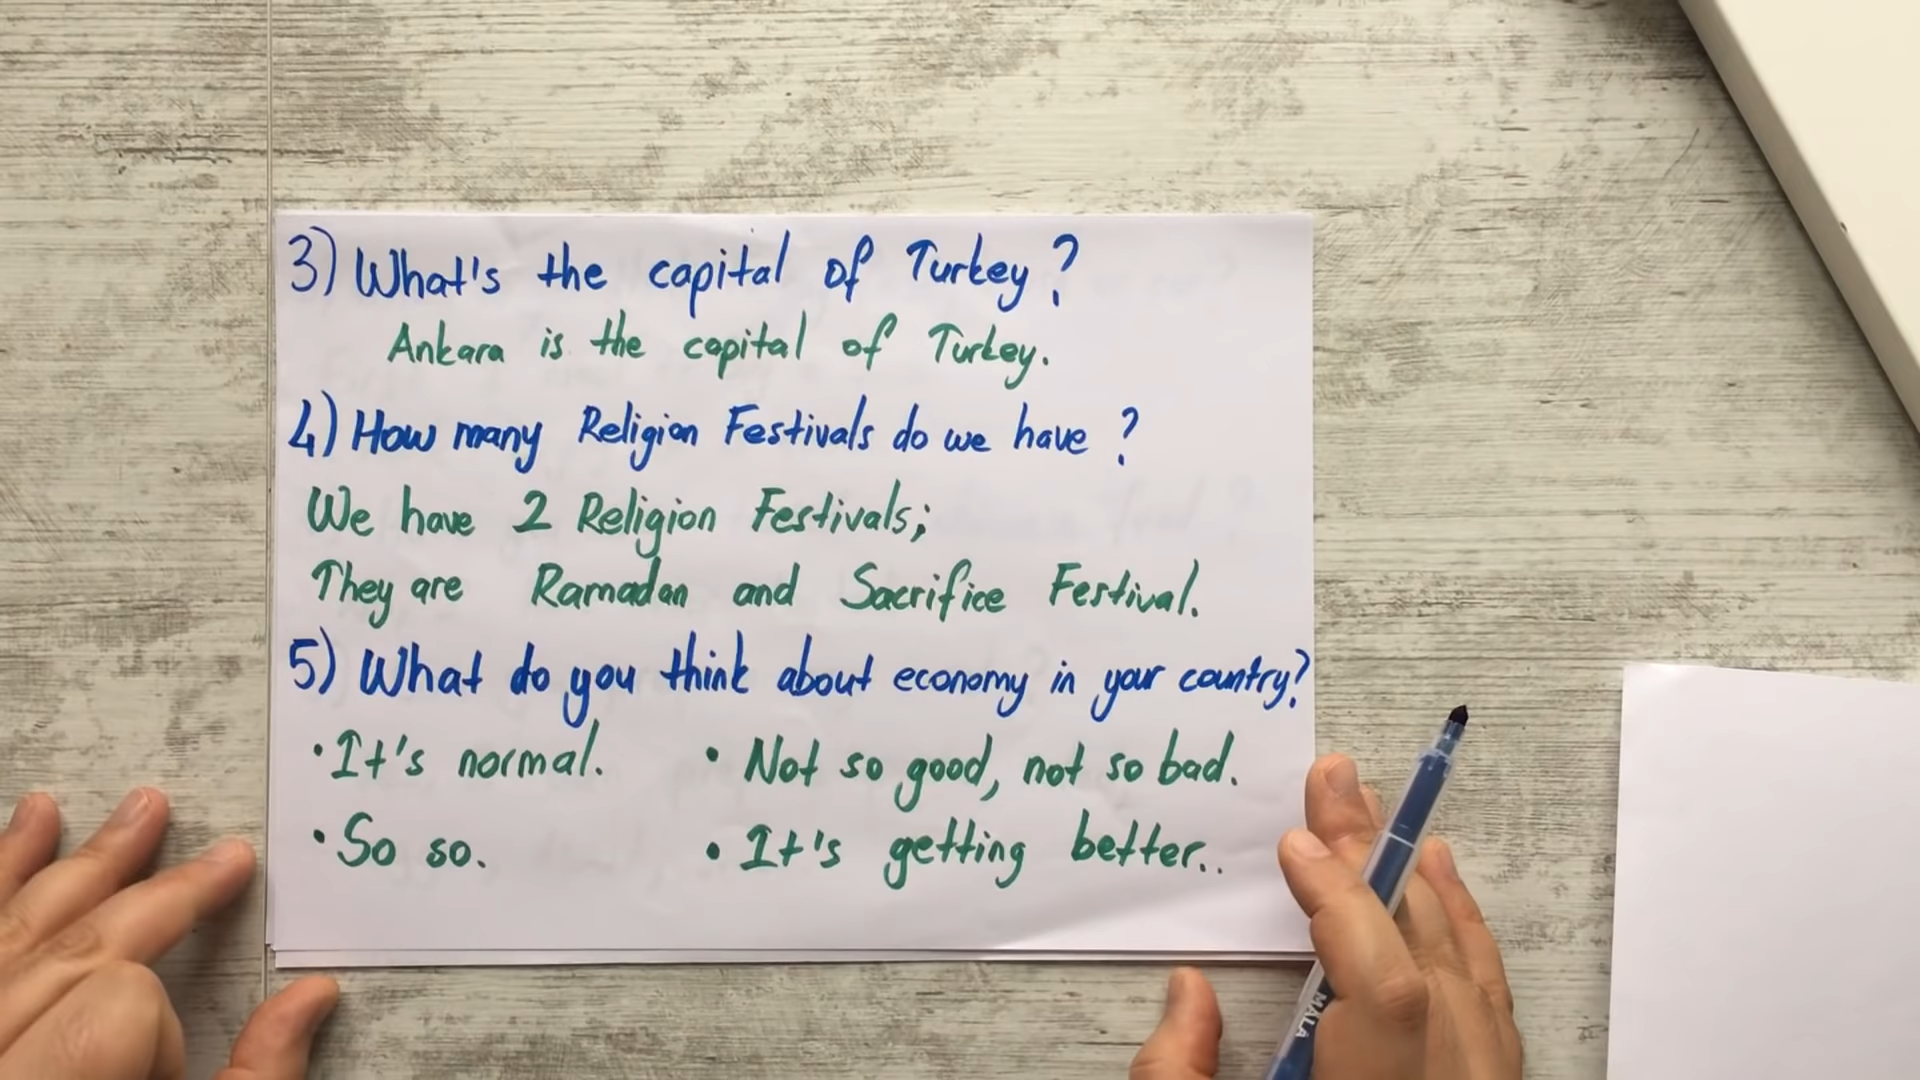 3) What's the capital of Turkey?
Ankara is the capital of Turkey.
4) How many Religion Festivals do we have?
We have 2 Religion Festivals;
They are Ramadan and Sacrifice Festival.
5) What do you think about economy in your country?
• It's normal. • Not so good, not so bad.
• So so. • It's getting better..
MALA